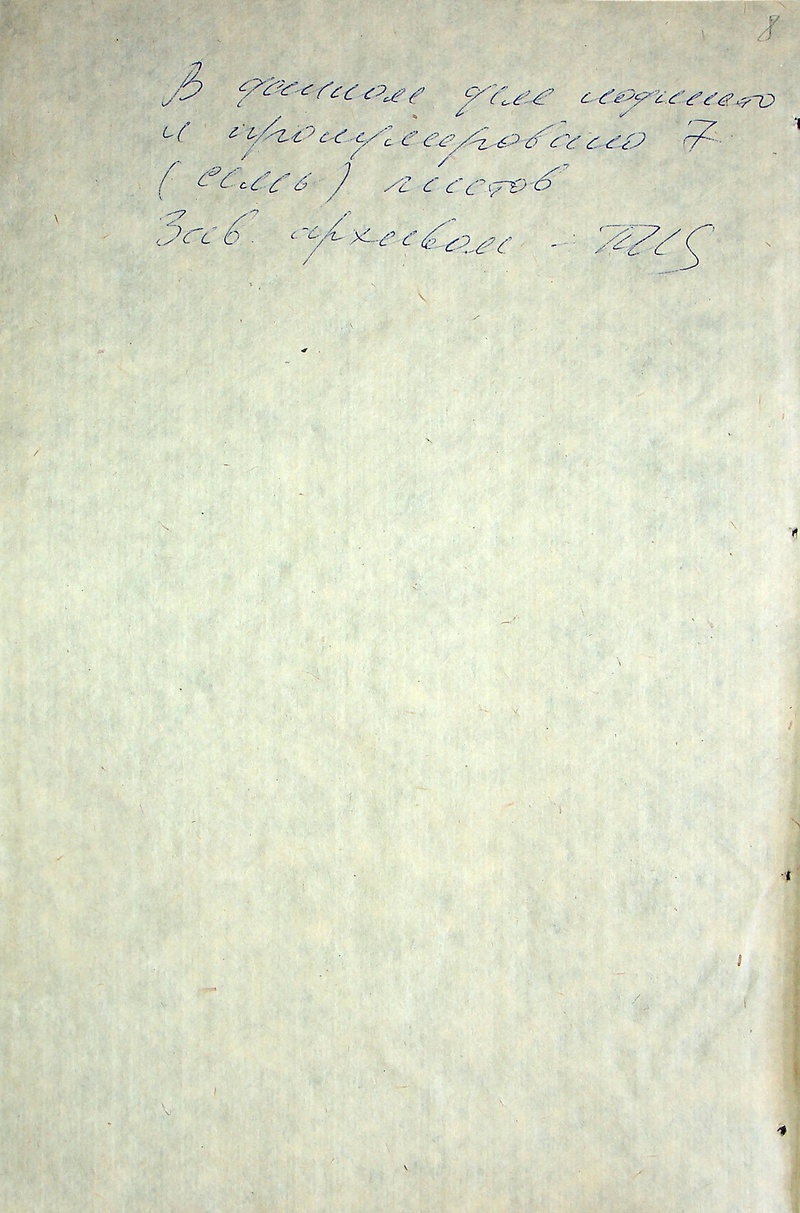 8
В данном деле подшито
и пронумеровано 7
(семь) листов
Зав. архивом -